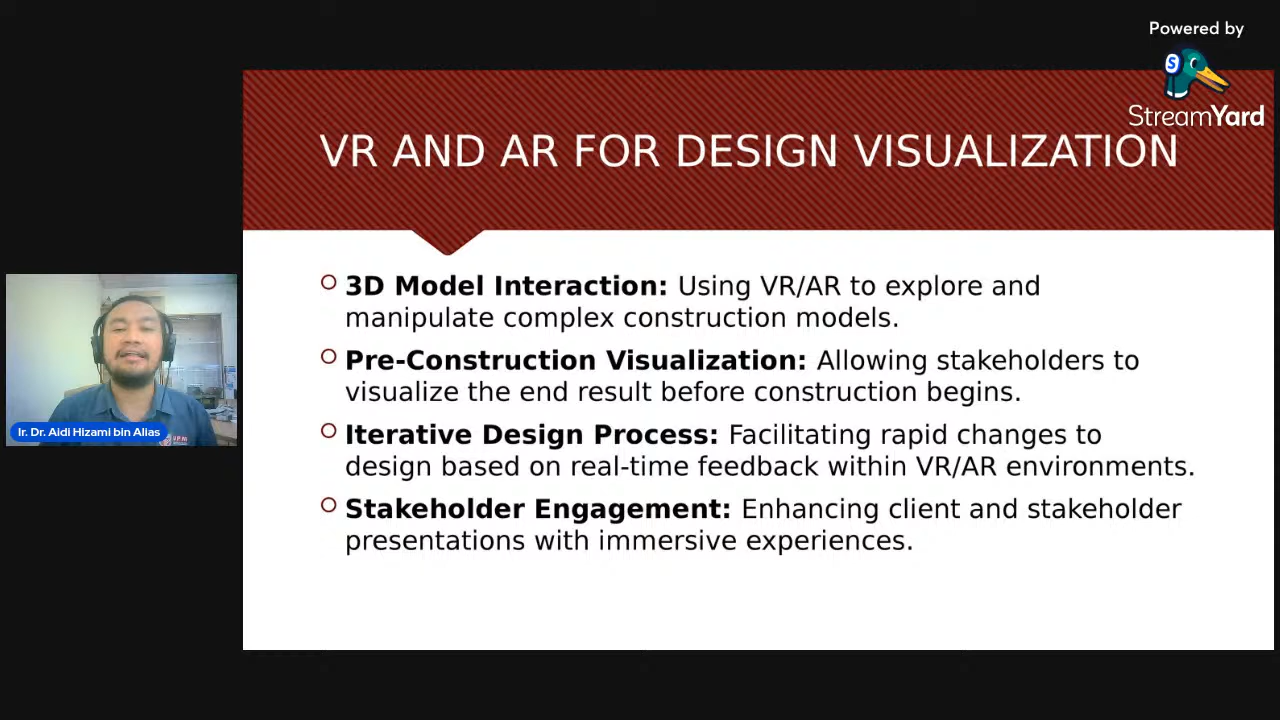 Powered by
StreamYard
VR AND AR FOR DESIGN VISUALIZATION
3D Model Interaction: Using VR/AR to explore and
manipulate complex construction models.
Pre-Construction Visualization: Allowing stakeholders to
visualize the end result before construction begins.
Iterative Design Process: Facilitating rapid changes to
design based on real-time feedback within VR/AR environments.
Stakeholder Engagement: Enhancing client and stakeholder
presentations with immersive experiences.
Ir. Dr. Aidi Hizami bin Alias